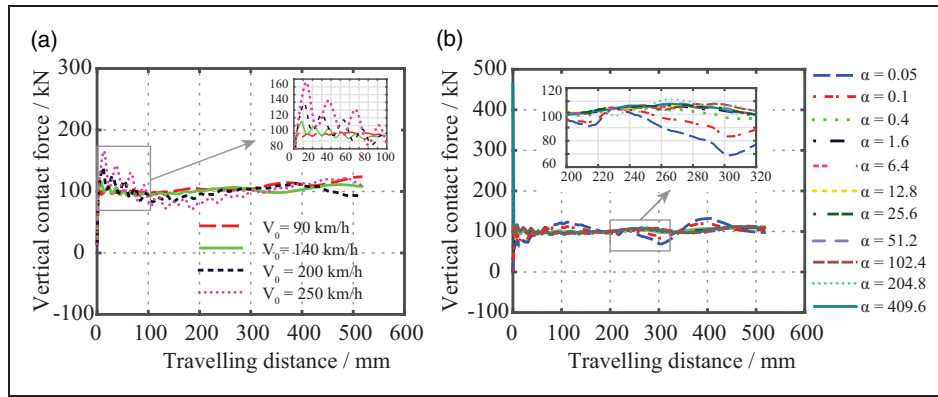 (a)
300
200
100
0
-100
Vertical contact force / kN
0 100 200 300 400 500 600
Travelling distance / mm
160
140
120
100
80
0 20 40 60 80 100
V0 = 90 km/h
V0 = 140 km/h
V0 = 200 km/h
V0 = 250 km/h
(b)
500
400
300
200
100
0
-100
Vertical contact force / kN
0 100 200 300 400 500 600
Travelling distance / mm
120
100
80
60
200 220 240 260 280 300 320
α = 0.05
α = 0.1
α = 0.4
α = 1.6
α = 6.4
α = 12.8
α = 25.6
α = 51.2
α = 102.4
α = 204.8
α = 409.6